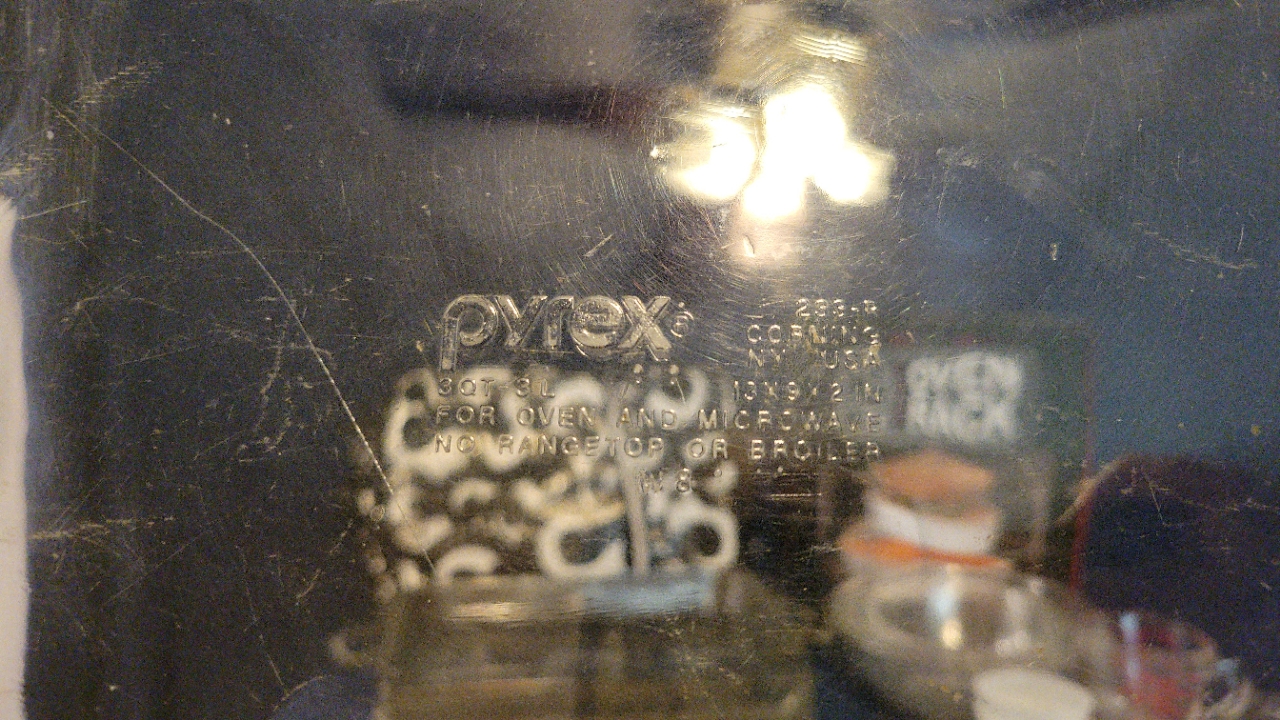 pyrex®
233-R
CORNING
NY USA
3QT 3L 13X9X2 IN
FOR OVEN AND MICROWAVE
NO RANGETOP OR BROILER
OVEN
RACK